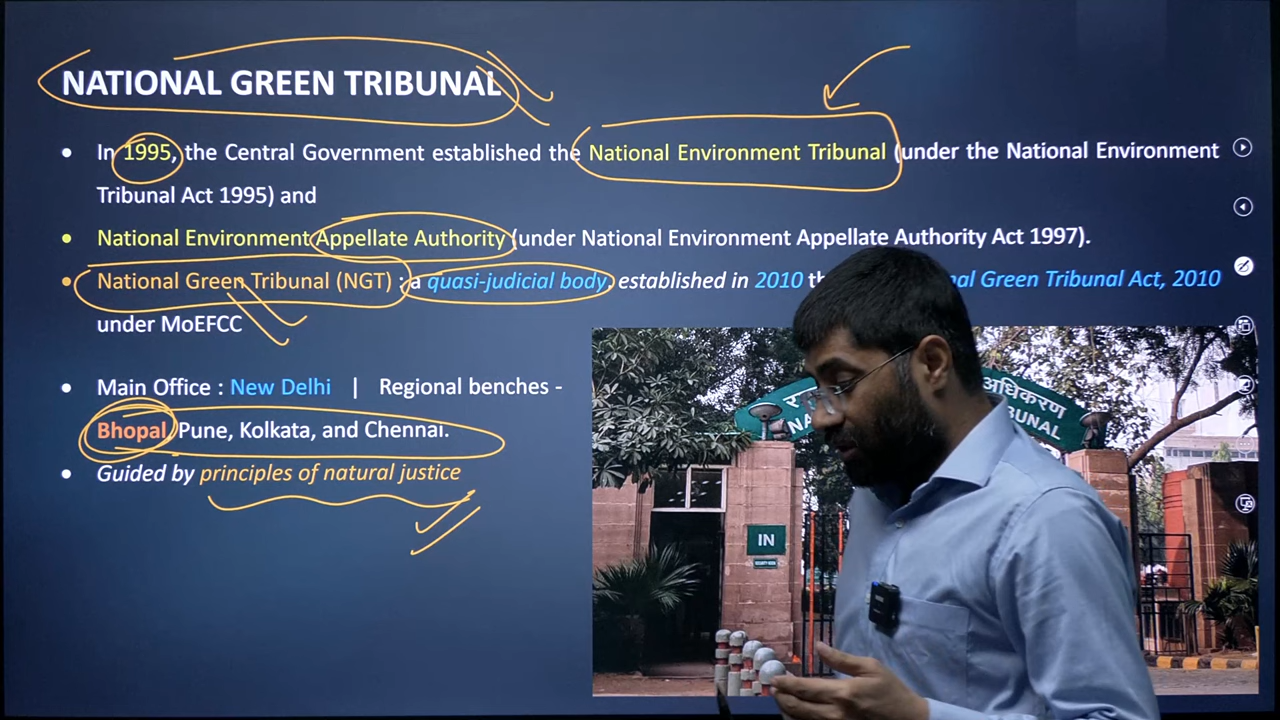 NATIONAL GREEN TRIBUNAL
• In 1995, the Central Government established the National Environment Tribunal (under the National Environment
Tribunal Act 1995) and
• National Environment Appellate Authority (under National Environment Appellate Authority Act 1997).
• National Green Tribunal (NGT) : a quasi-judicial body, established in 2010 Green Tribunal Act, 2010
under MoEFCC
• Main Office : New Delhi | Regional benches -
Bhopal, Pune, Kolkata, and Chennai.
• Guided by principles of natural justice
अधिकरण
IN